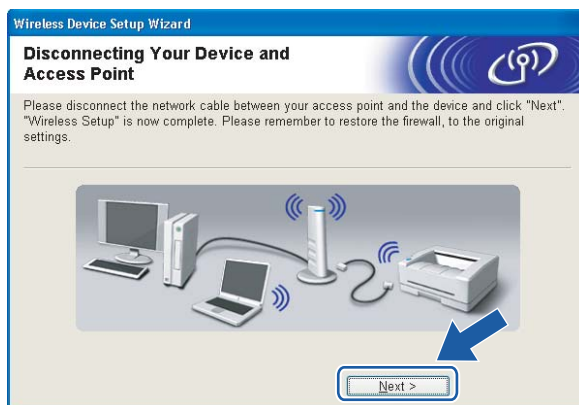 Wireless Device Setup Wizard
Disconnecting Your Device and
Access Point
Please disconnect the network cable between your access point and the device and click "Next".
"Wireless Setup" is now complete. Please remember to restore the firewall, to the original
settings.
Next >